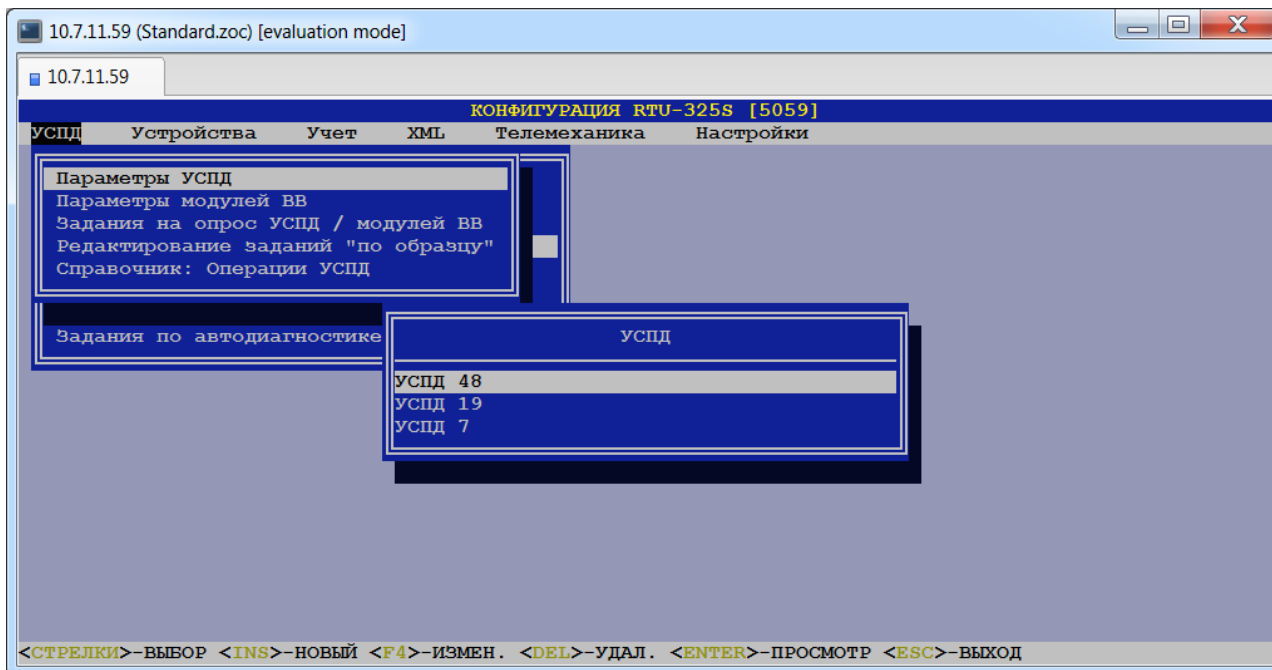 10.7.11.59 (Standard.zoc) [evaluation mode]
10.7.11.59
КОНФИГУРАЦИЯ RTU-325S [5059]
УСПД Устройства Учет XML Телемеханика Настройки
Параметры УСПД
Параметры модулей ВВ
Задания на опрос УСПД / модулей ВВ
Редактирование заданий "по образцу"
Справочник: Операции УСПД
Задания по автодиагностике
УСПД
УСПД 48
УСПД 19
УСПД 7
<СТРЕЛКИ>-ВЫБОР <INS>-НОВЫЙ <F4>-ИЗМЕН. <DEL>-УДАЛ. <ENTER>-ПРОСМОТР <ESC>-ВЫХОД